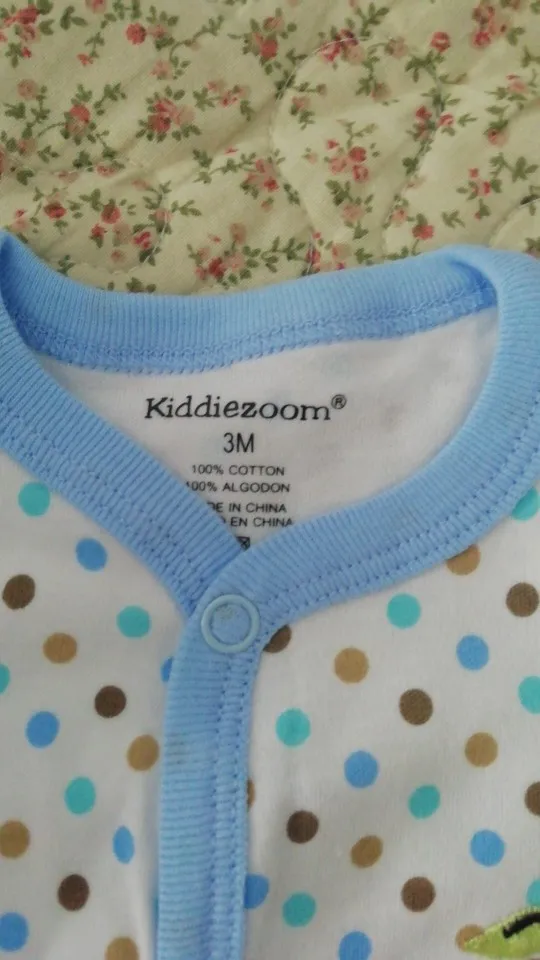 Kiddiezoom®
3M
100% COTTON
100% ALGODON
DE IN CHINA
EN CHINA